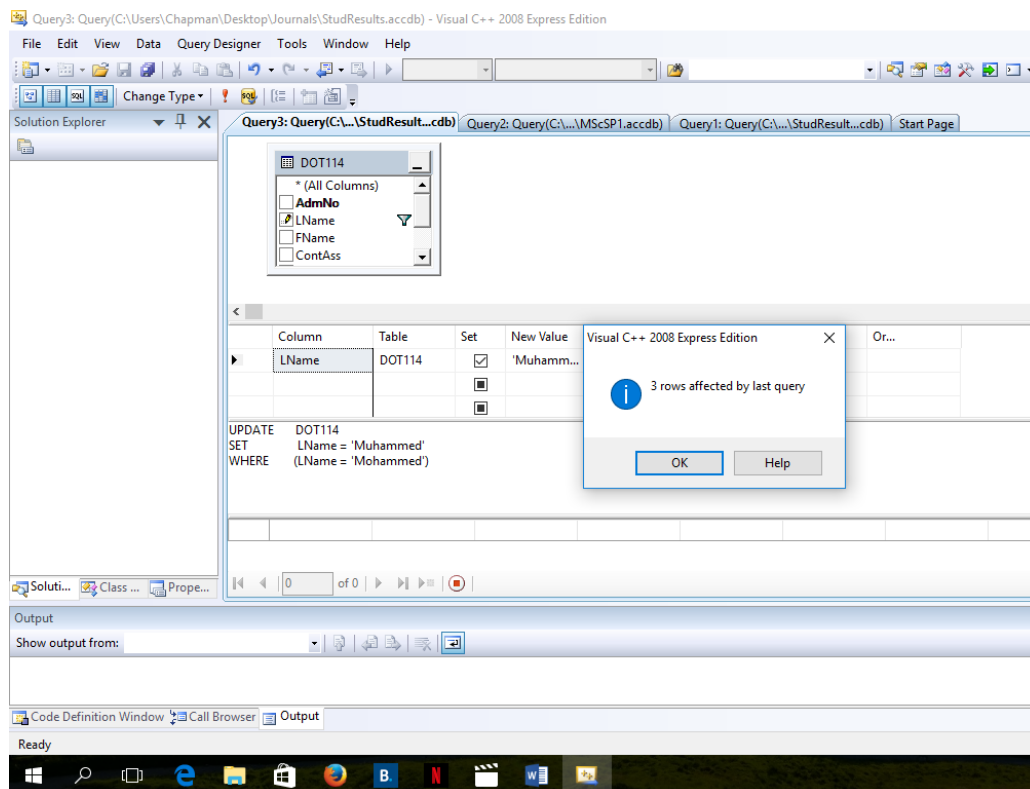 Query3: Query(C:\Users\Chapman\Desktop\Journals\StudResults.accdb) - Visual C++ 2008 Express Edition
File Edit View Data Query Designer Tools Window Help
SQL Change Type SQL
Solution Explorer
Query3: Query(C:\...\StudResult...cdb) Query2: Query(C:\...\MScSP1.accdb) Query1: Query(C:\...\StudResult...cdb) Start Page
DOT114
* (All Columns)
AdmNo
LName
FName
ContAss
Column Table Set New Value Or...
LName DOT114 'Muhamm...
Visual C++ 2008 Express Edition
3 rows affected by last query
OK Help
UPDATE DOT114
SET LName = 'Muhammed'
WHERE (LName = 'Mohammed')
0 of 0
Soluti... Class ... Prope...
Output
Show output from:
Code Definition Window Call Browser Output
Ready
B. N